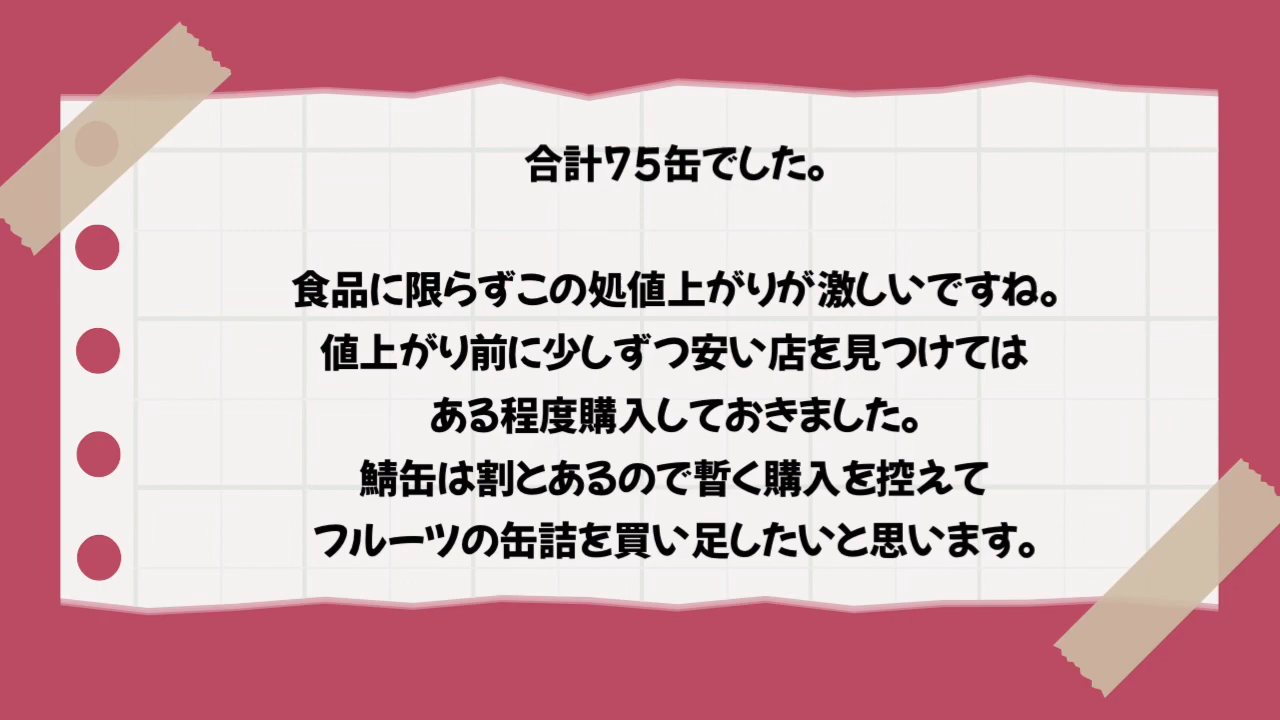 合計75缶でした。
食品に限らずこの処値上がりが激しいですね。
値上がり前に少しずつ安い店を見つけては
ある程度購入しておきました。
鯖缶は割とあるので暫く購入を控えて
フルーツの缶詰を買い足したいと思います。